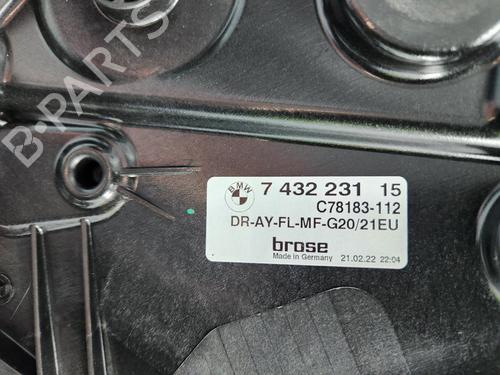 B-PARTS
BMW
7 432 231 15
C78183-112
DR-AY-FL-MF-G20/21EU
brose
Made in Germany 21.02.22 22:04